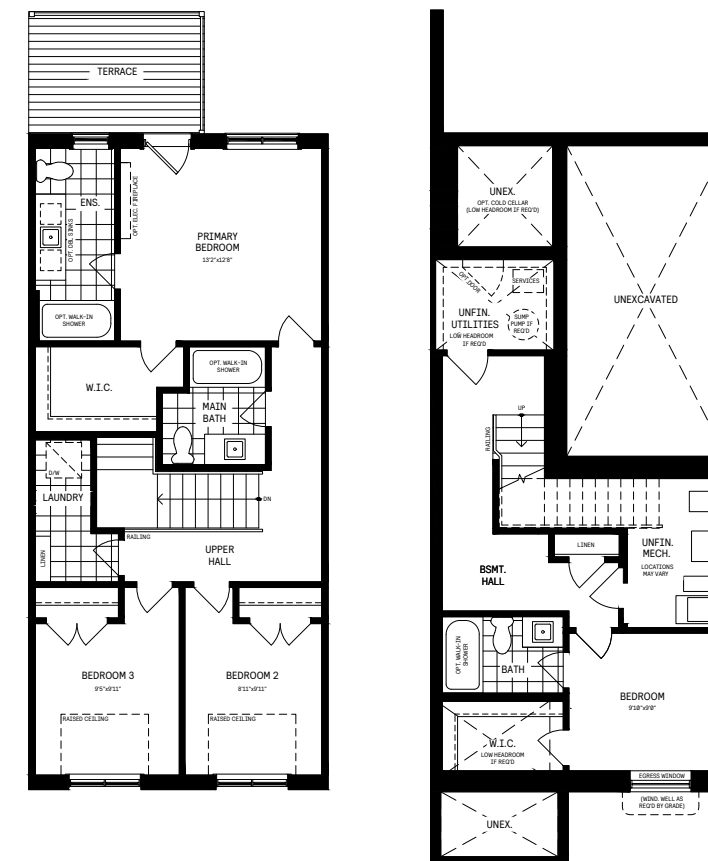 TERRACE
ENS.
OPT. DBL SINKS
OPT. ELEC. FIREPLACE
PRIMARY
BEDROOM
13'2"x12'8"
OPT. WALK-IN
SHOWER
W.I.C.
OPT. WALK-IN
SHOWER
MAIN
BATH
D/W
LAUNDRY
LINEN
DN
RAILING
UPPER
HALL
BEDROOM 3
9'5"x9'11"
BEDROOM 2
8'11"x9'11"
RAISED CEILING
RAISED CEILING
UNEX.
OPT. COLD CELLAR
(LOW HEADROOM IF REQ'D)
UNEXCAVATED
OPT. DOOR
SERVICES
UNFIN.
UTILITIES
LOW HEADROOM
IF REQ'D
SUMP
PUMP IF
REQ'D
UP
RAILING
LINEN
UNFIN.
MECH.
LOCATIONS
MAY VARY
BSMT.
HALL
OPT. WALK-IN
SHOWER
BATH
BEDROOM
9'10"x9'0"
W.I.C.
LOW HEADROOM
IF REQ'D
EGRESS WINDOW
(WIND. WELL AS
REQ'D BY GRADE)
UNEX.